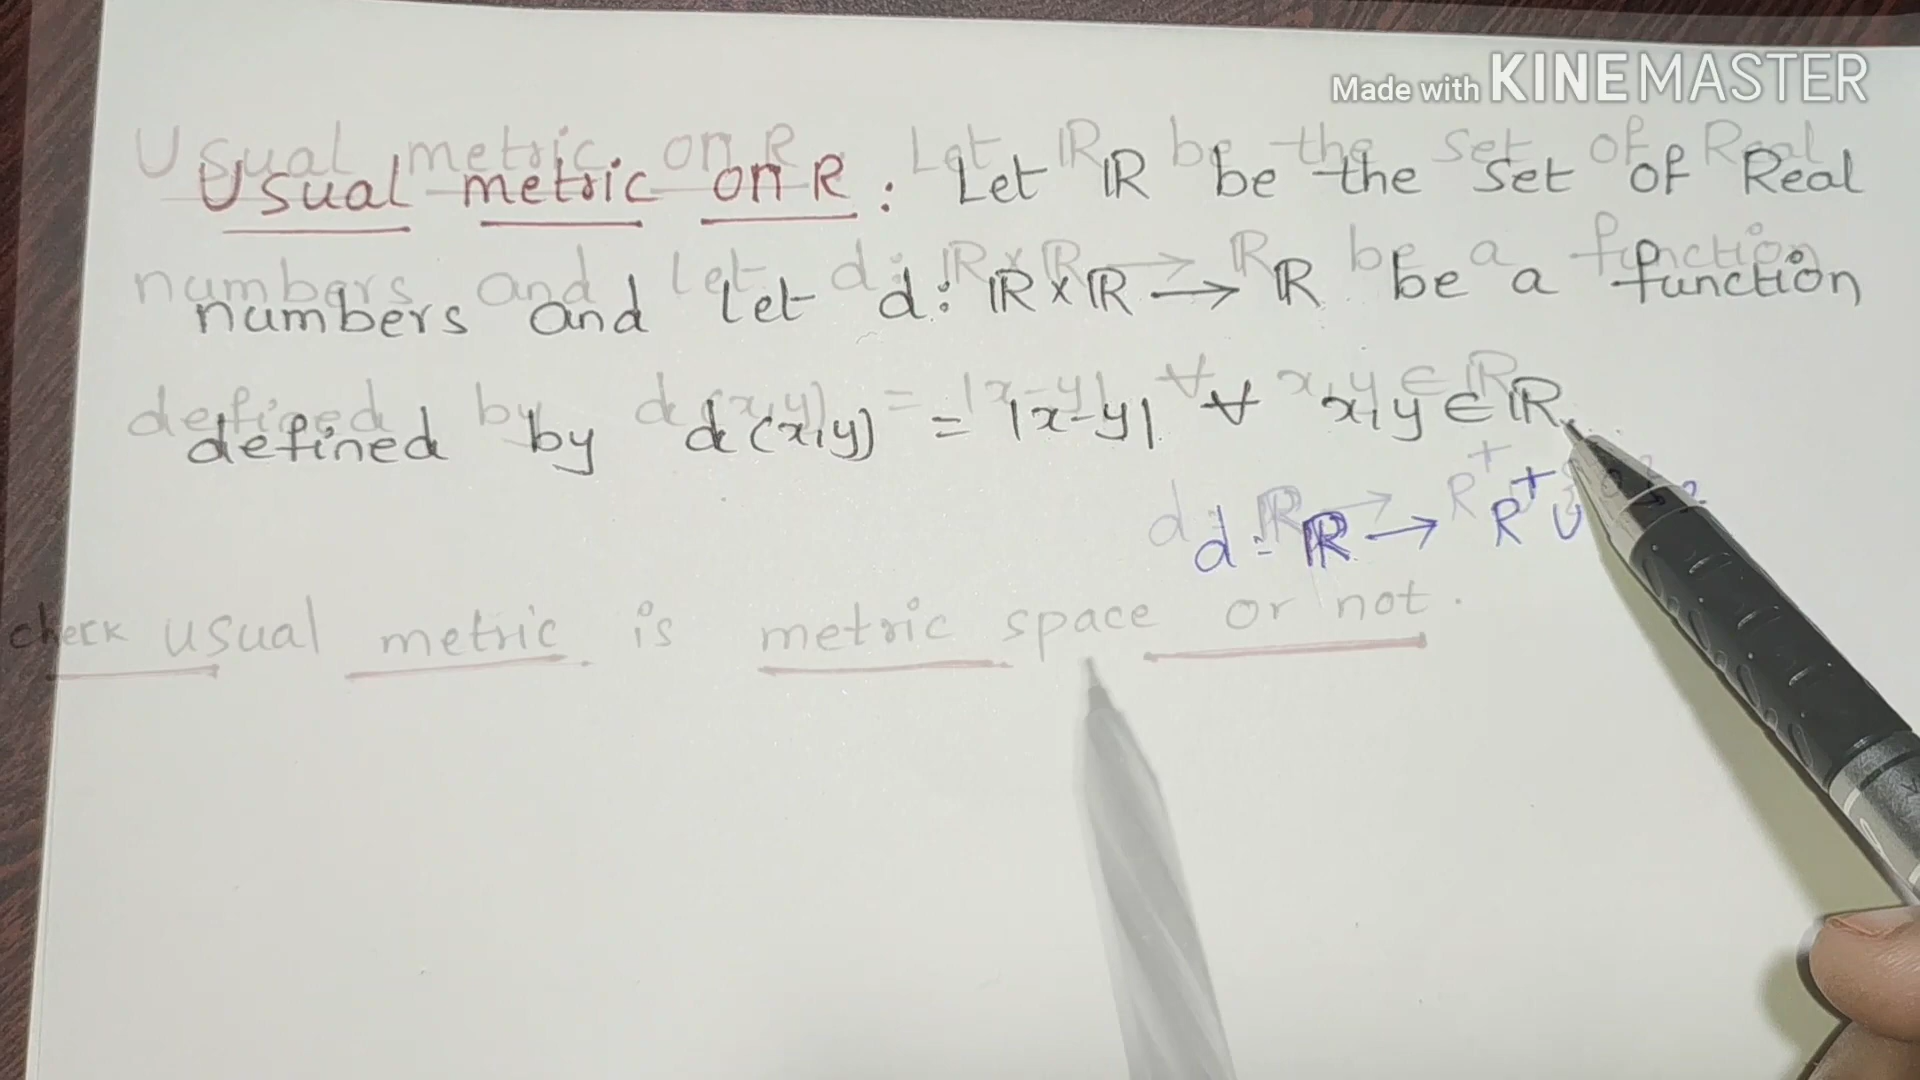 Made with KINEMASTER
Usual metric on R : Let ℝ be the set of Real
numbers and let d : ℝ×ℝ → ℝ be a function
defined by d(x,y) = |x-y| ∀ x,y ∈ ℝ.
d : ℝ → R⁺ ∪
check usual metric is metric space or not.